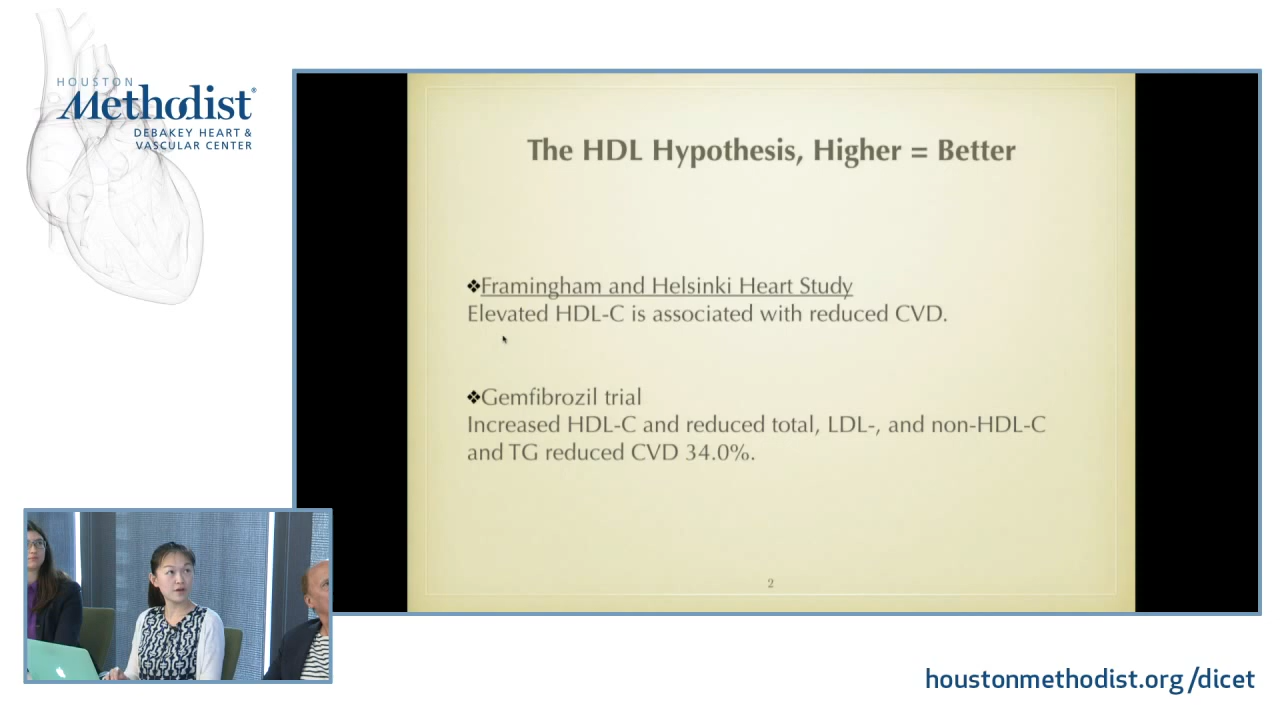 HOUSTON
Methodist®
DEBAKEY HEART &
VASCULAR CENTER
The HDL Hypothesis, Higher = Better
❖Framingham and Helsinki Heart Study
Elevated HDL-C is associated with reduced CVD.
❖Gemfibrozil trial
Increased HDL-C and reduced total, LDL-, and non-HDL-C
and TG reduced CVD 34.0%.
2
houstonmethodist.org/dicet